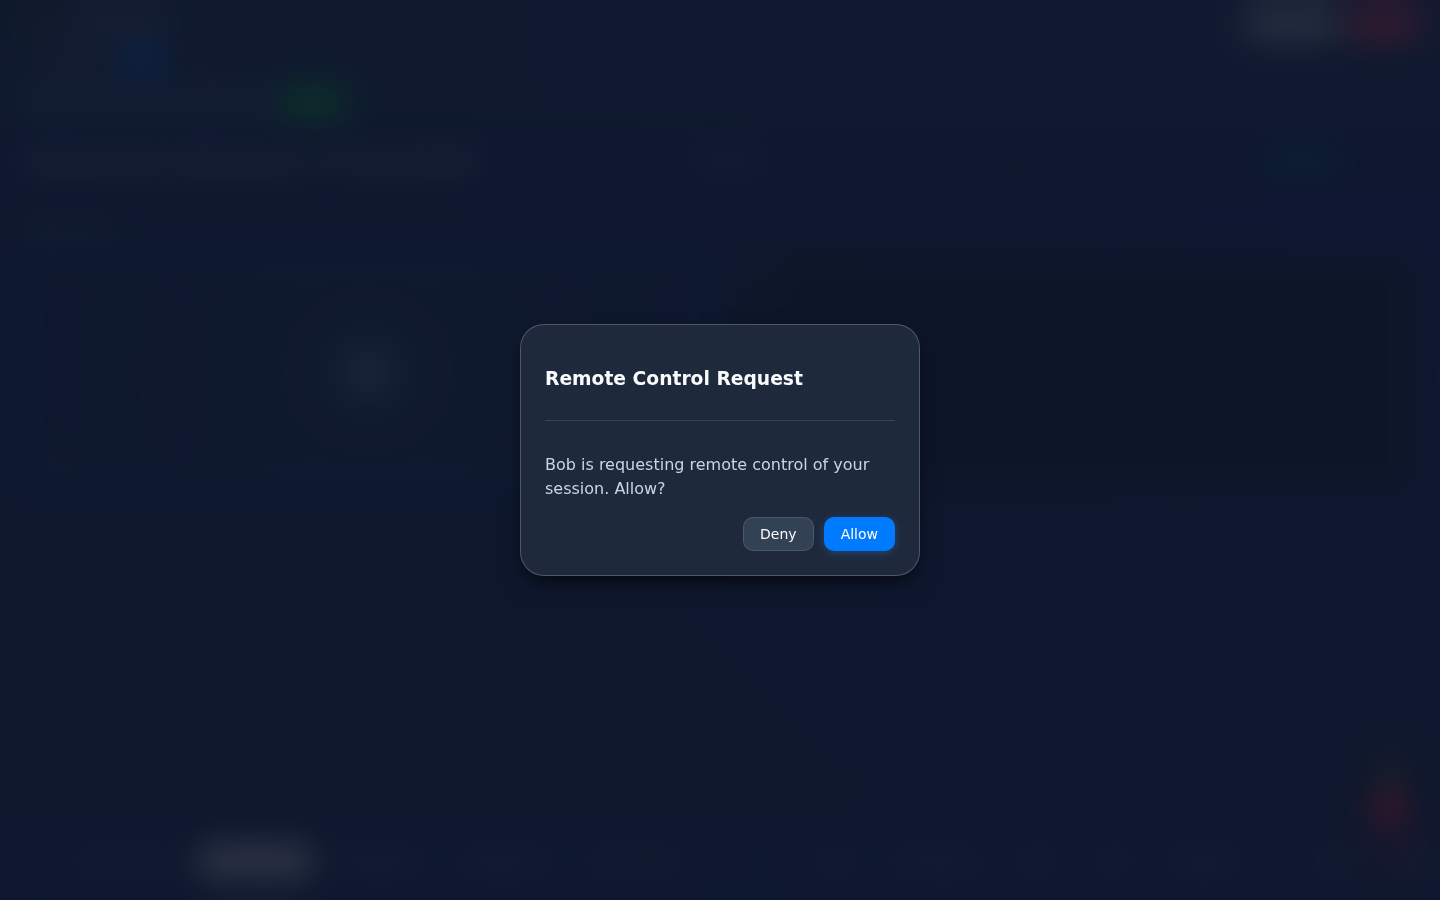 Remote Control Request
Bob is requesting remote control of your
session. Allow?
Deny
Allow